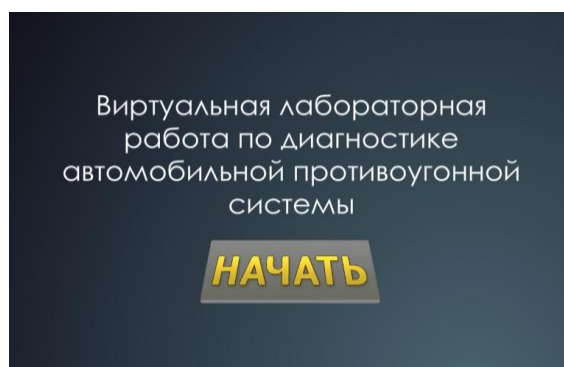 Виртуальная лабораторная
работа по диагностике
автомобильной противоугонной
системы
НАЧАТЬ